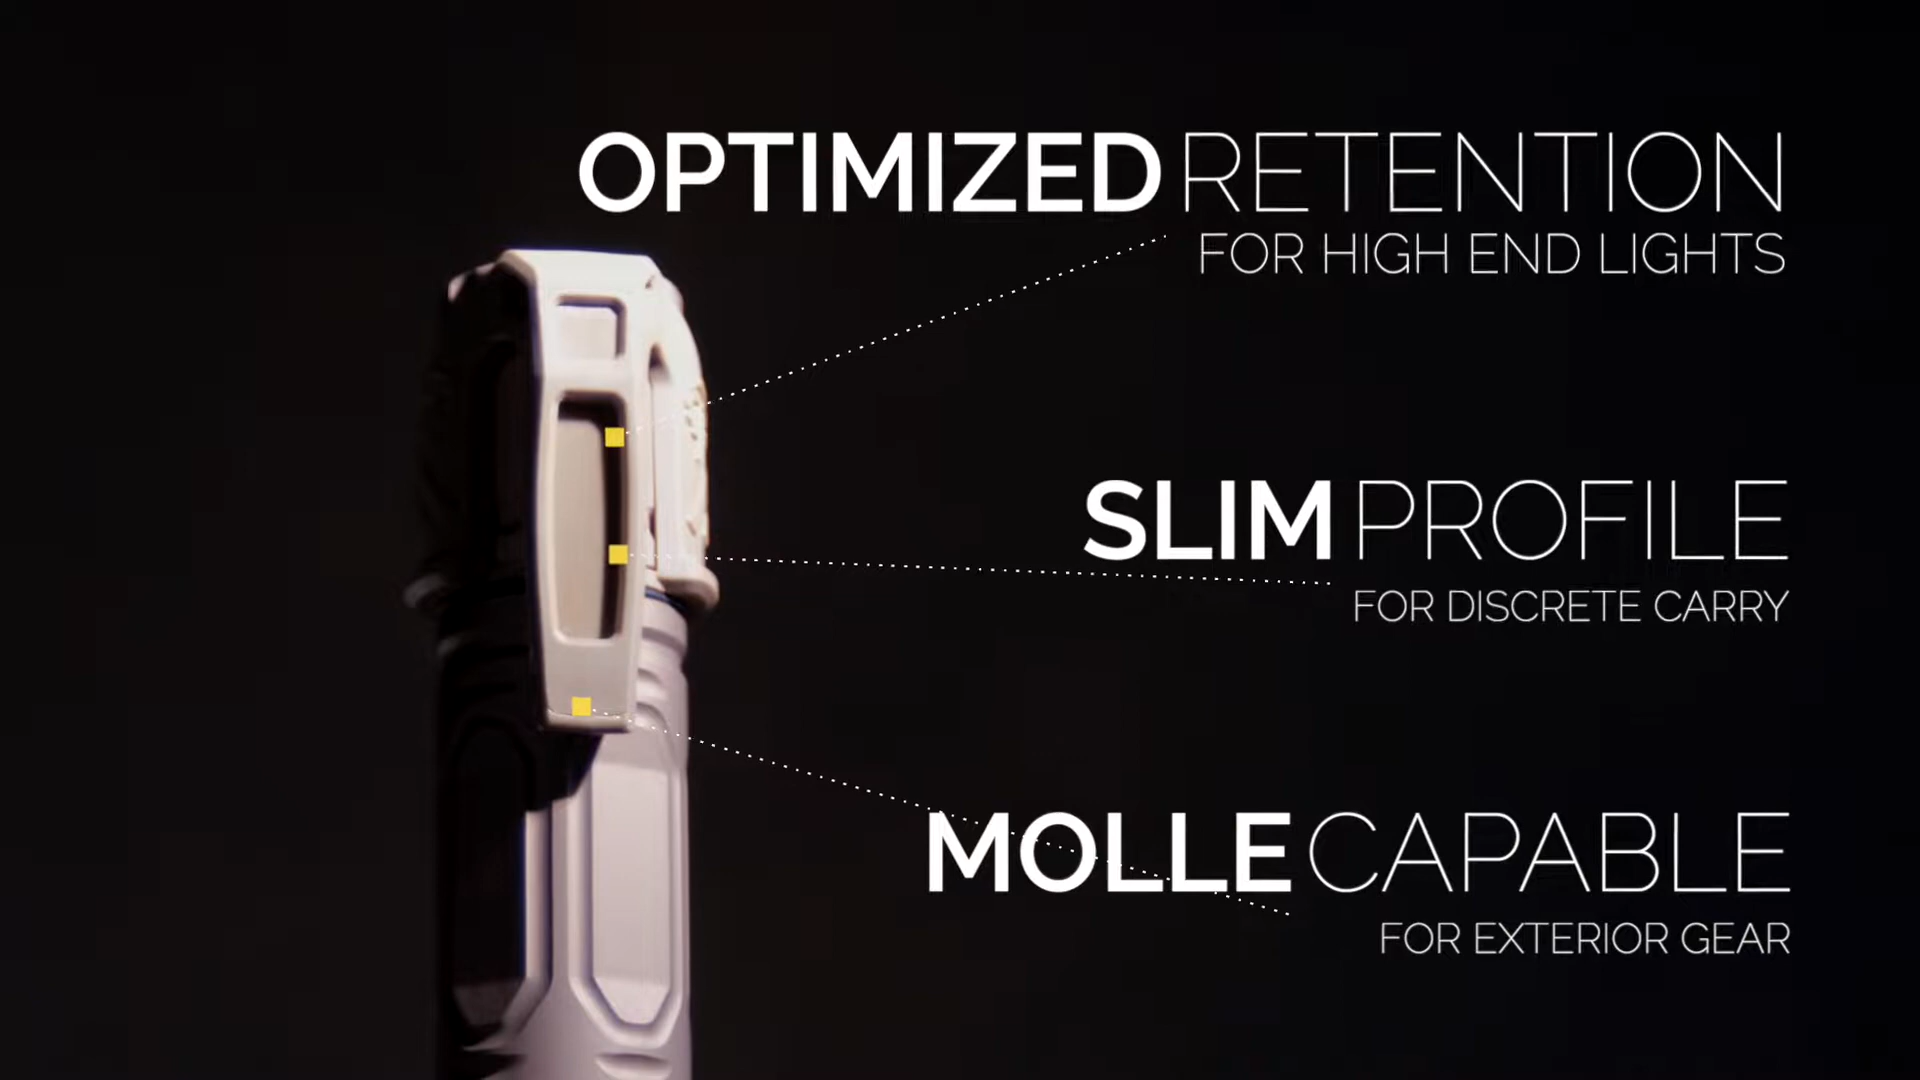 OPTIMIZED RETENTION
FOR HIGH END LIGHTS
SLIM PROFILE
FOR DISCRETE CARRY
MOLLE CAPABLE
FOR EXTERIOR GEAR